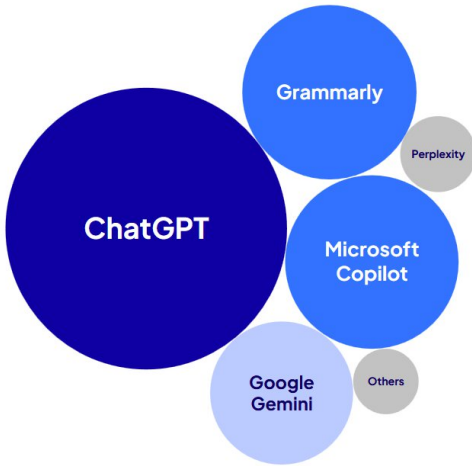 Grammarly
Perplexity
ChatGPT
Microsoft
Copilot
Google
Gemini
Others